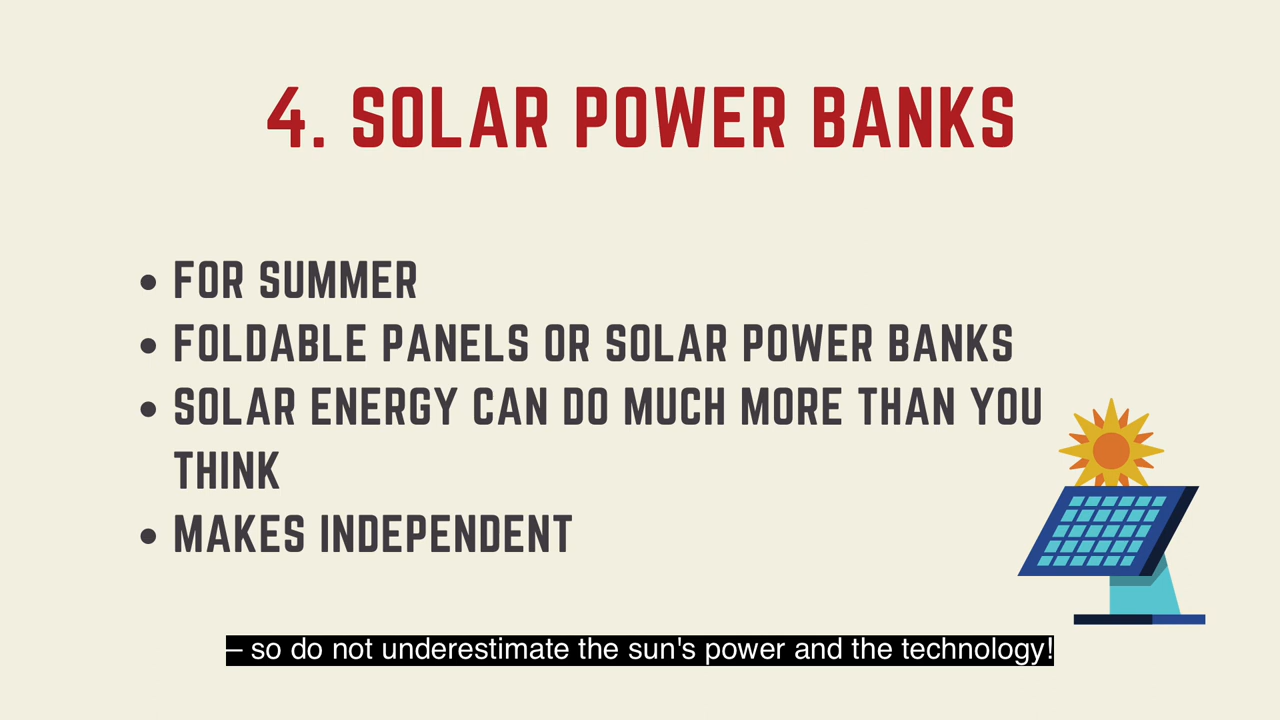 4. SOLAR POWER BANKS
• FOR SUMMER
• FOLDABLE PANELS OR SOLAR POWER BANKS
• SOLAR ENERGY CAN DO MUCH MORE THAN YOU
THINK
• MAKES INDEPENDENT
– so do not underestimate the sun's power and the technology!